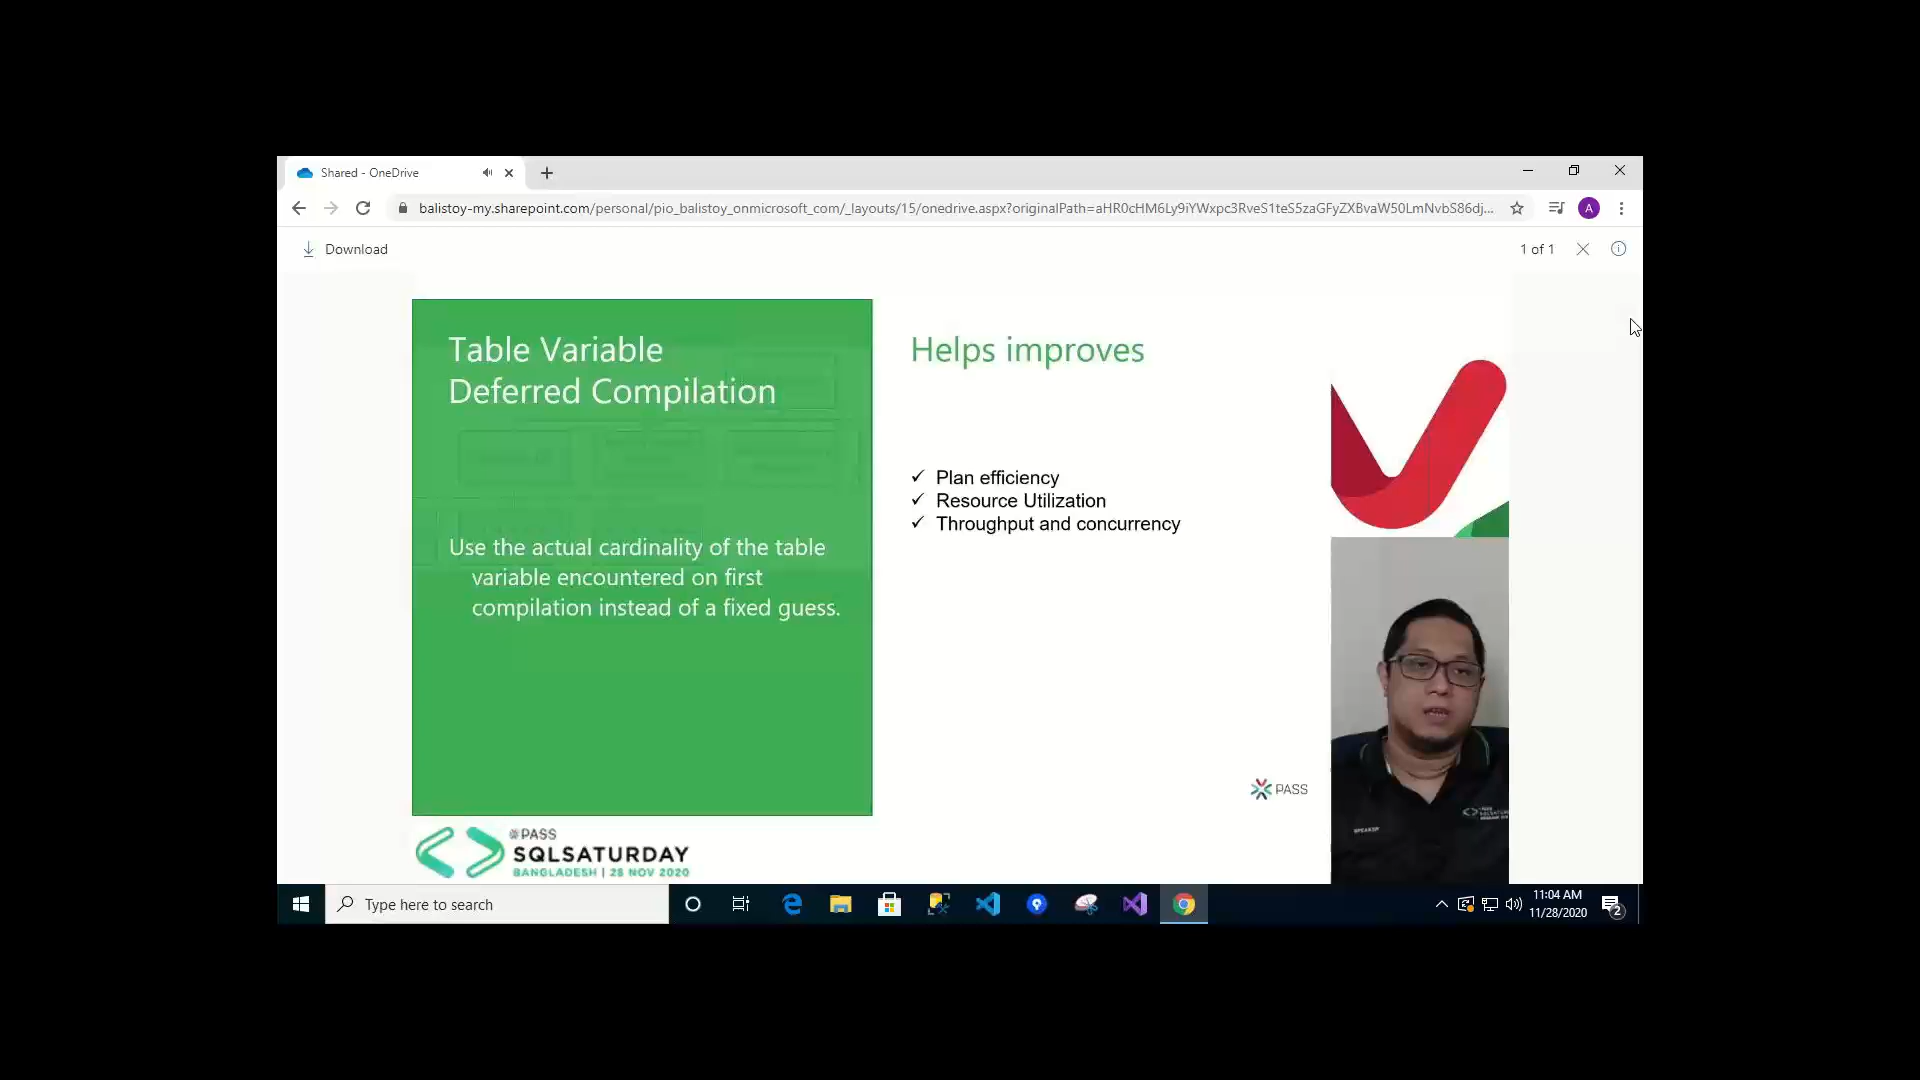 Shared - OneDrive
balistoy-my.sharepoint.com/personal/pio_balistoy_onmicrosoft_com/_layouts/15/onedrive.aspx?originalPath=aHR0cHM6Ly9iYWxpc3RveS1teS5zaGFyZXBvaW50LmNvbS86dj...
A
Download
1 of 1
Table Variable
Deferred Compilation
Use the actual cardinality of the table
variable encountered on first
compilation instead of a fixed guess.
Helps improves
✓ Plan efficiency
✓ Resource Utilization
✓ Throughput and concurrency
PASS
SPEAKER
PASS
SQLSATURDAY
BANGLADESH | 28 NOV 2020
Type here to search
11:04 AM
11/28/2020
2